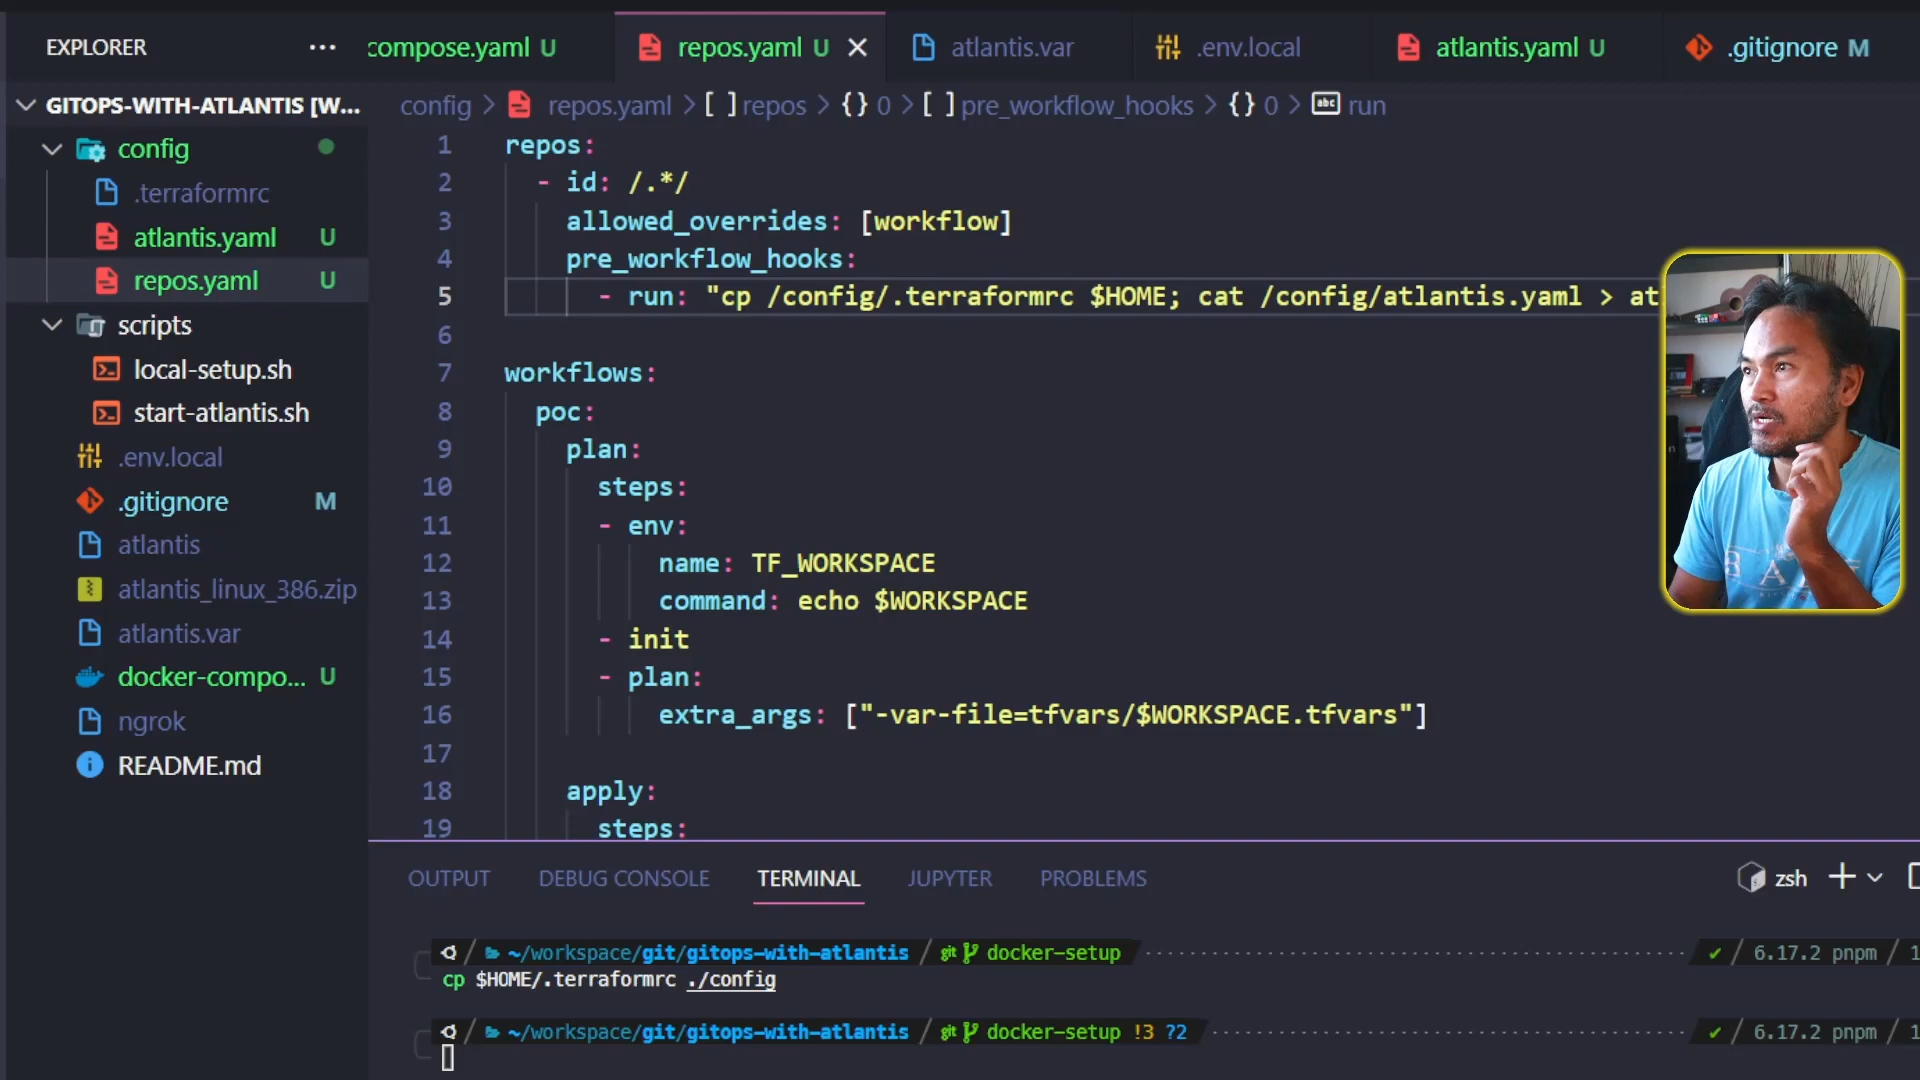 EXPLORER
compose.yaml U
repos.yaml U
atlantis.var
.env.local
atlantis.yaml U
.gitignore M
GITOPS-WITH-ATLANTIS [W...
config
.terraformrc
atlantis.yaml U
repos.yaml U
scripts
local-setup.sh
start-atlantis.sh
.env.local
.gitignore M
atlantis
atlantis_linux_386.zip
atlantis.var
docker-compo... U
ngrok
README.md
config > repos.yaml > [ ] repos > {} 0 > [ ] pre_workflow_hooks > {} 0 > abc run
1 repos:
2 - id: /.*/
3 allowed_overrides: [workflow]
4 pre_workflow_hooks:
5 - run: "cp /config/.terraformrc $HOME; cat /config/atlantis.yaml > at
6
7 workflows:
8 poc:
9 plan:
10 steps:
11 - env:
12 name: TF_WORKSPACE
13 command: echo $WORKSPACE
14 - init
15 - plan:
16 extra_args: ["-var-file=tfvars/$WORKSPACE.tfvars"]
17
18 apply:
19 steps:
OUTPUT DEBUG CONSOLE TERMINAL JUPYTER PROBLEMS
zsh
~/workspace/git/gitops-with-atlantis / git docker-setup ✓ / 6.17.2 pnpm / 1
cp $HOME/.terraformrc ./config
~/workspace/git/gitops-with-atlantis / git docker-setup !3 ?2 ✓ / 6.17.2 pnpm / 1